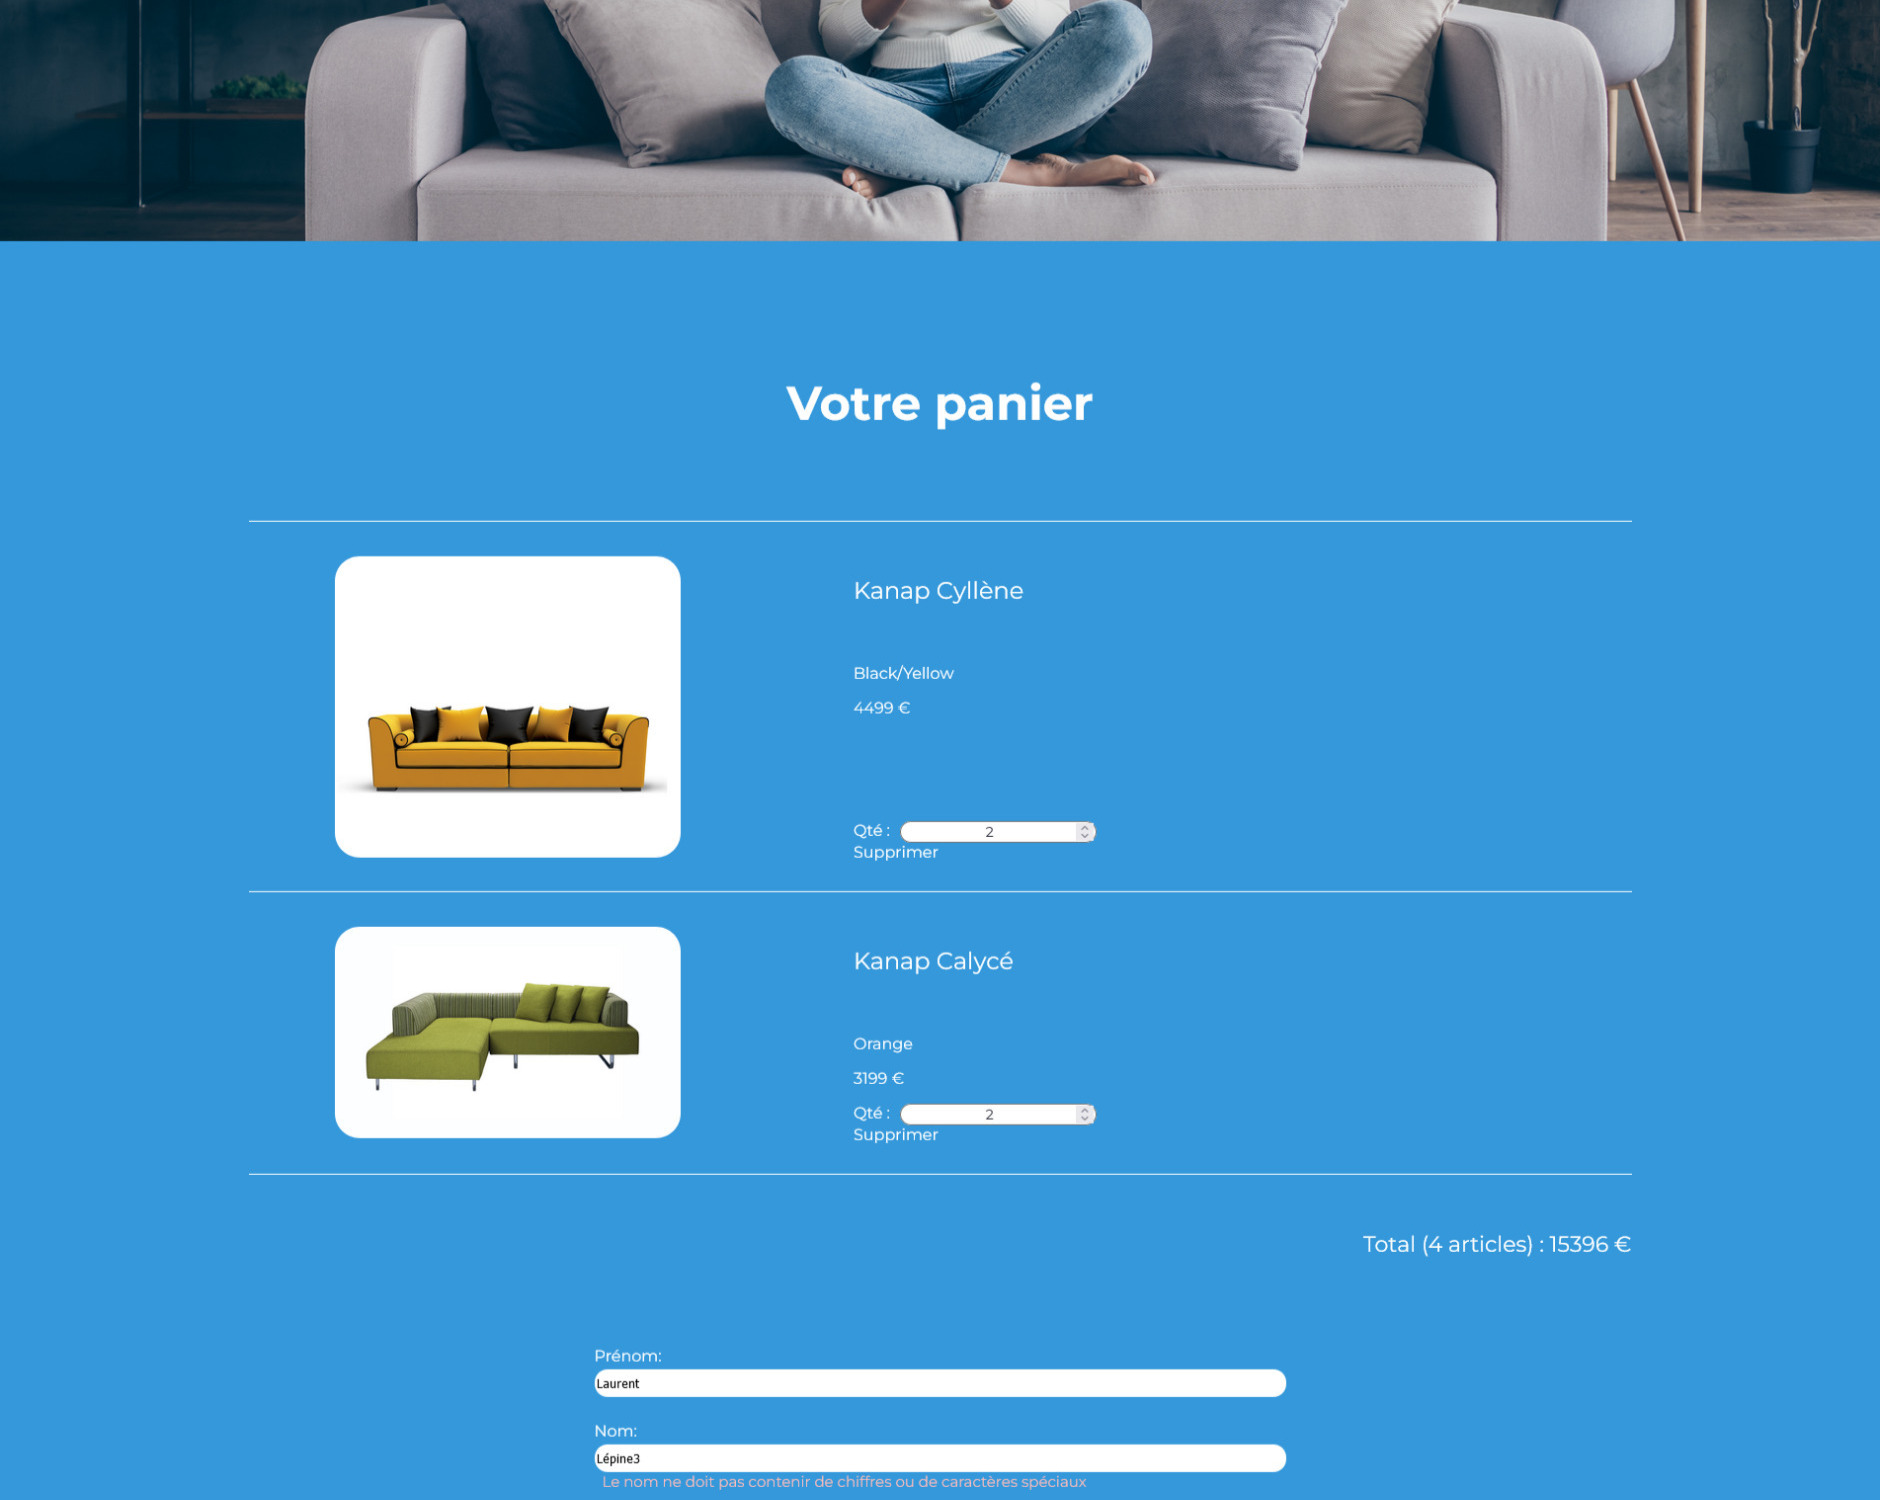 Votre panier
Kanap Cyllène
Black/Yellow
4499 €
Qté : 2
Supprimer
Kanap Calycé
Orange
3199 €
Qté : 2
Supprimer
Total (4 articles) : 15396 €
Prénom:
Laurent
Nom:
Lépine3
Le nom ne doit pas contenir de chiffres ou de caractères spéciaux